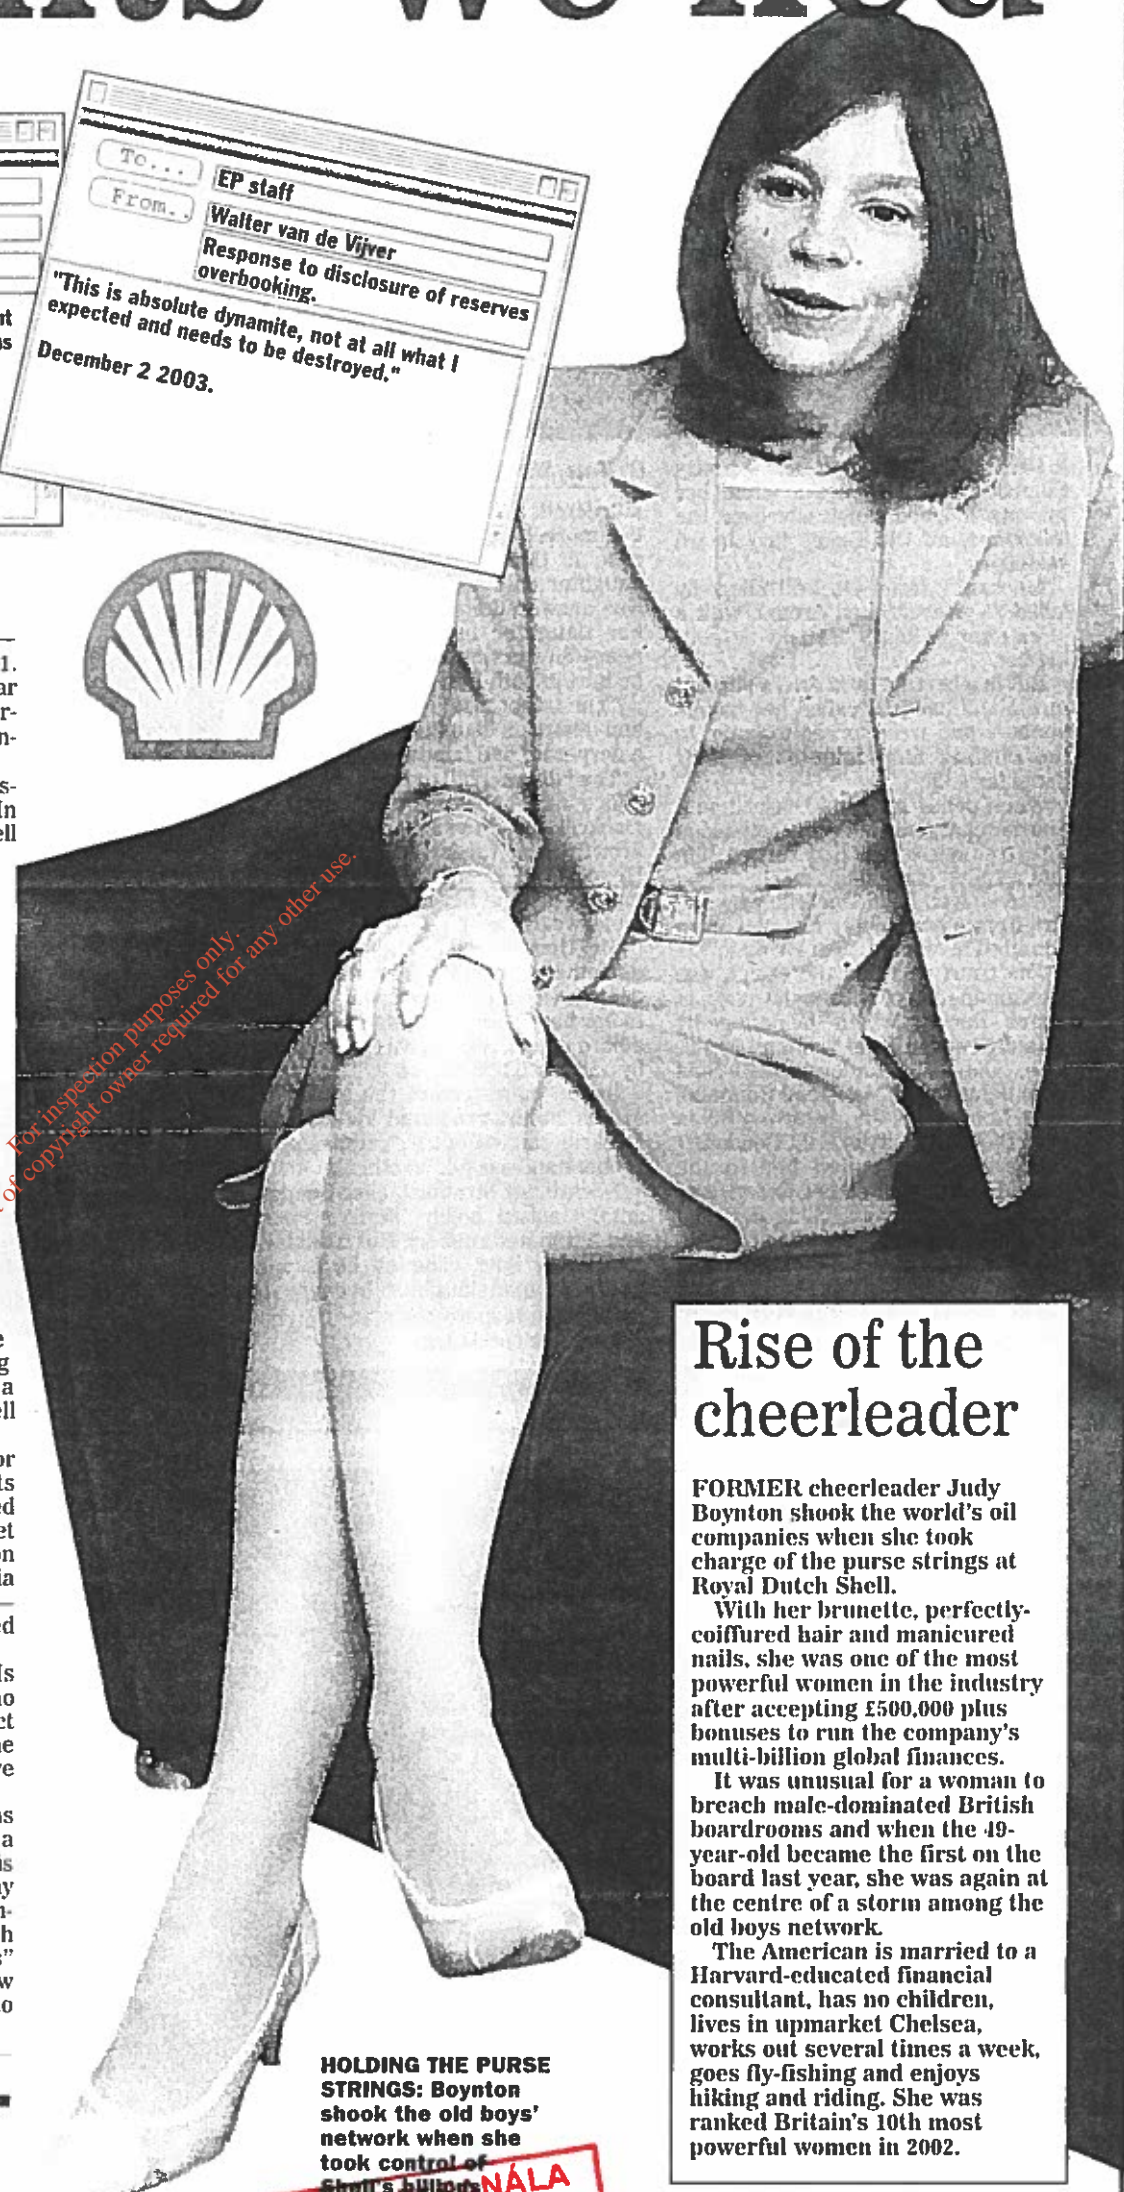 we lied
To...
EP staff
From..
Walter van de Vijver
Response to disclosure of reserves
overbooking.
"This is absolute dynamite, not at all what I
expected and needs to be destroyed."
December 2 2003.
For inspection purposes only.
of copyright owner required for any other use.
Rise of the
cheerleader
FORMER cheerleader Judy
Boynton shook the world's oil
companies when she took
charge of the purse strings at
Royal Dutch Shell.
With her brunette, perfectly-
coiffured hair and manicured
nails, she was one of the most
powerful women in the industry
after accepting £500,000 plus
bonuses to run the company's
multi-billion global finances.
It was unusual for a woman to
breach male-dominated British
boardrooms and when the 49-
year-old became the first on the
board last year, she was again at
the centre of a storm among the
old boys network.
The American is married to a
Harvard-educated financial
consultant, has no children,
lives in upmarket Chelsea,
works out several times a week,
goes fly-fishing and enjoys
hiking and riding. She was
ranked Britain's 10th most
powerful women in 2002.
HOLDING THE PURSE
STRINGS: Boynton
shook the old boys'
network when she
took control of
Shell's billions
NÁLA